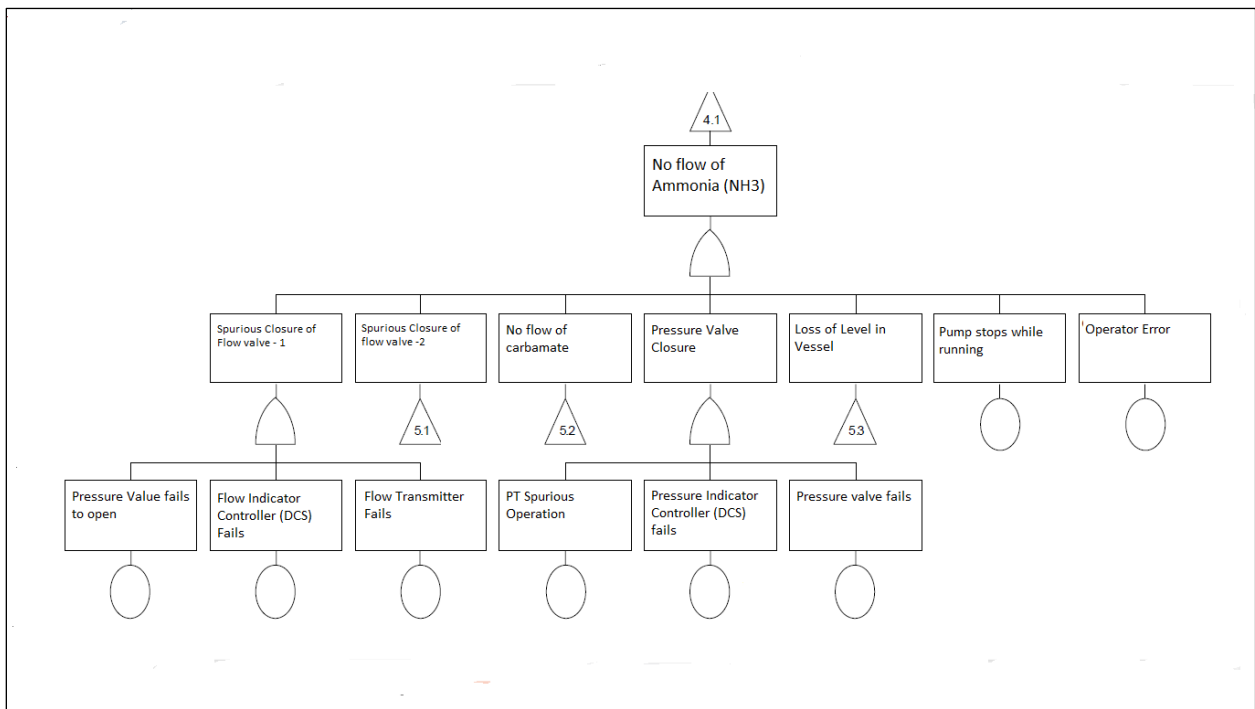 4.1
No flow of
Ammonia (NH3)
Spurious Closure of
Flow valve - 1
Spurious Closure of
flow valve -2
No flow of
carbamate
Pressure Valve
Closure
Loss of Level in
Vessel
Pump stops while
running
'Operator Error
5.1
5.2
5.3
Pressure Value fails
to open
Flow Indicator
Controller (DCS)
Fails
Flow Transmitter
Fails
PT Spurious
Operation
Pressure Indicator
Controller (DCS)
fails
Pressure valve fails